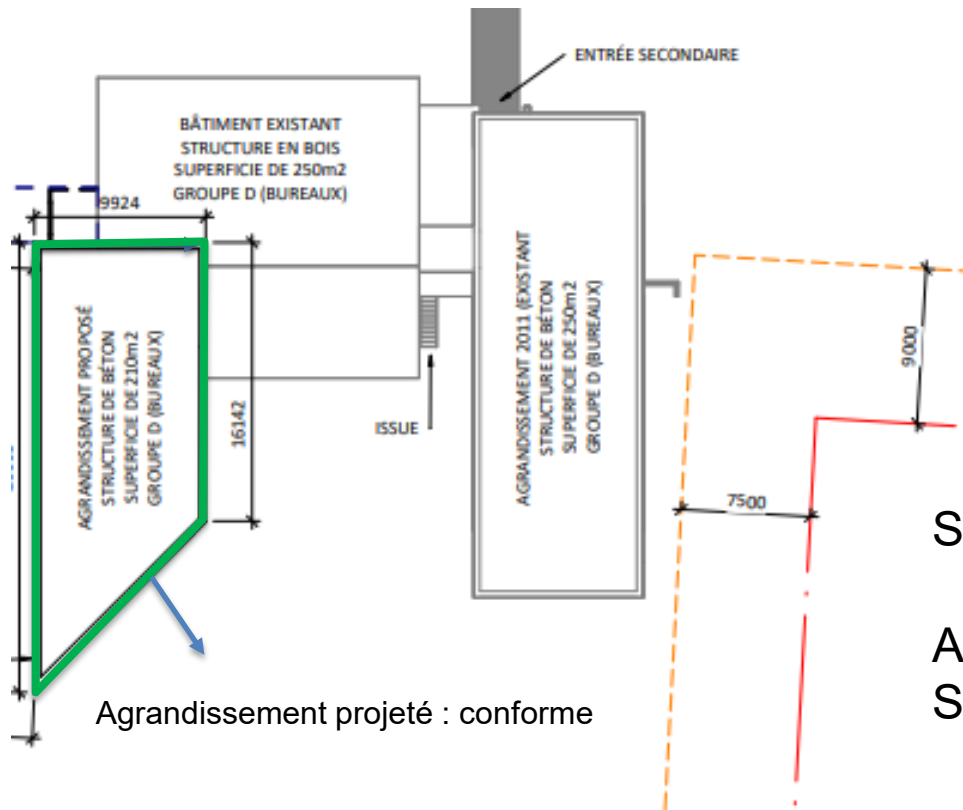 ENTRÉE SECONDAIRE
BÂTIMENT EXISTANT
STRUCTURE EN BOIS
SUPERFICIE DE 250m2
GROUPE D (BUREAUX)
9924
AGRANDISSEMENT PROPOSÉ
STRUCTURE DE BÉTON
SUPERFICIE DE 210m2
GROUPE D (BUREAUX)
16142
ISSUE
AGRANDISSEMENT 2011 (EXISTANT
STRUCTURE DE BÉTON
SUPERFICIE DE 250m2
GROUPE D (BUREAUX)
9000
7500
S
A
S
Agrandissement projeté : conforme